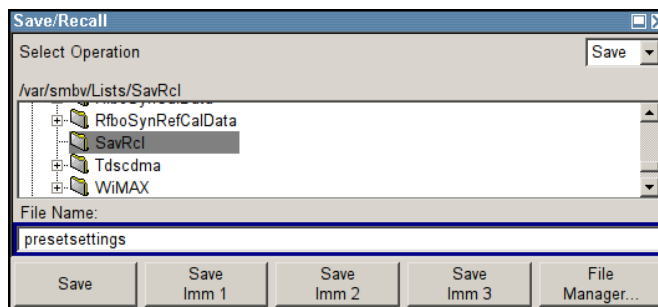 Save/Recall
Select Operation
Save
/var/smbv/Lists/SavRcl
RfboSynRefCalData
SavRcl
Tdscdma
WiMAX
File Name:
presetsettings
Save
Save Imm 1
Save Imm 2
Save Imm 3
File Manager...